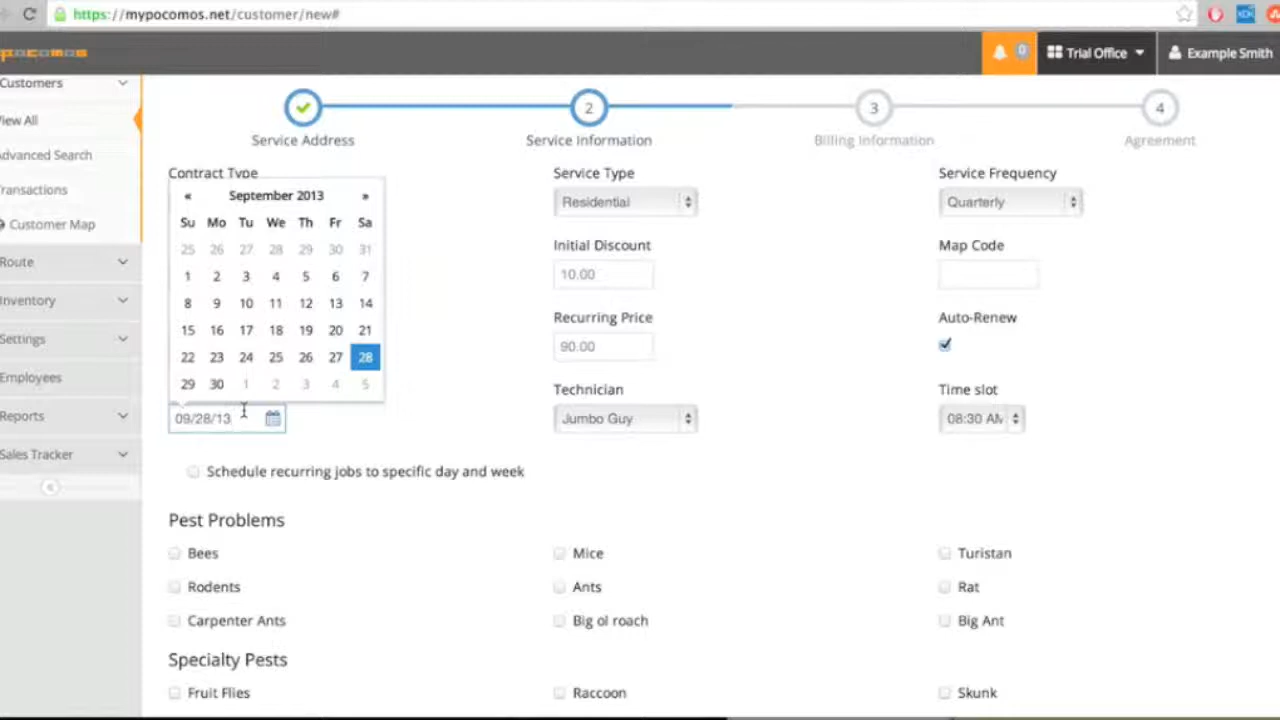 https://mypocomos.net/customer/new#
pocomos
0
Trial Office
Example Smith
Customers
View All
Advanced Search
Transactions
Customer Map
Route
Inventory
Settings
Employees
Reports
Sales Tracker
2
3
4
Service Address
Service Information
Billing Information
Agreement
Contract Type
Service Type
Service Frequency
« September 2013 »
Residential
Quarterly
Su Mo Tu We Th Fr Sa
25 26 27 28 29 30 31
1 2 3 4 5 6 7
8 9 10 11 12 13 14
15 16 17 18 19 20 21
22 23 24 25 26 27 28
29 30 1 2 3 4 5
Initial Discount
Map Code
10.00
Recurring Price
Auto-Renew
90.00
Technician
Time slot
09/28/13
Jumbo Guy
08:30 AM
Schedule recurring jobs to specific day and week
Pest Problems
Bees
Mice
Turistan
Rodents
Ants
Rat
Carpenter Ants
Big ol roach
Big Ant
Specialty Pests
Fruit Flies
Raccoon
Skunk